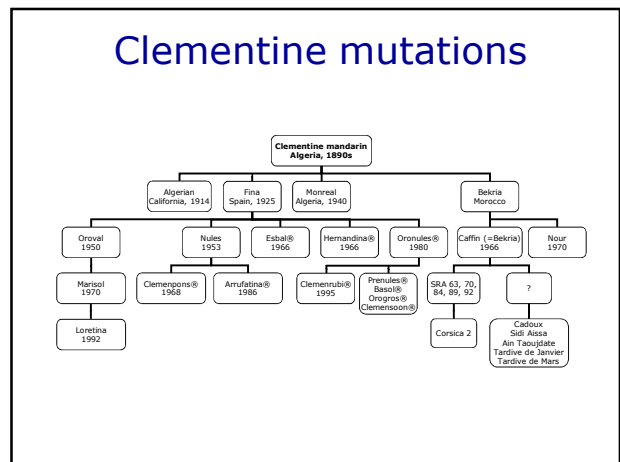 Clementine mutations
Clementine mandarin
Algeria, 1890s
Algerian
California, 1914
Fina
Spain, 1925
Monreal
Algeria, 1940
Bekria
Morocco
Oroval
1950
Nules
1953
Esbal®
1966
Hernandina®
1966
Oronules®
1980
Caffin (=Bekria)
1966
Nour
1970
Marisol
1970
Clemenpons®
1968
Arrufatina®
1986
Clemenrubi®
1995
Prenules®
Basol®
Orogros®
Clemensoon®
SRA 63, 70,
84, 89, 92
?
Loretina
1992
Corsica 2
Cadoux
Sidi Aissa
Ain Taoujdate
Tardive de Janvier
Tardive de Mars